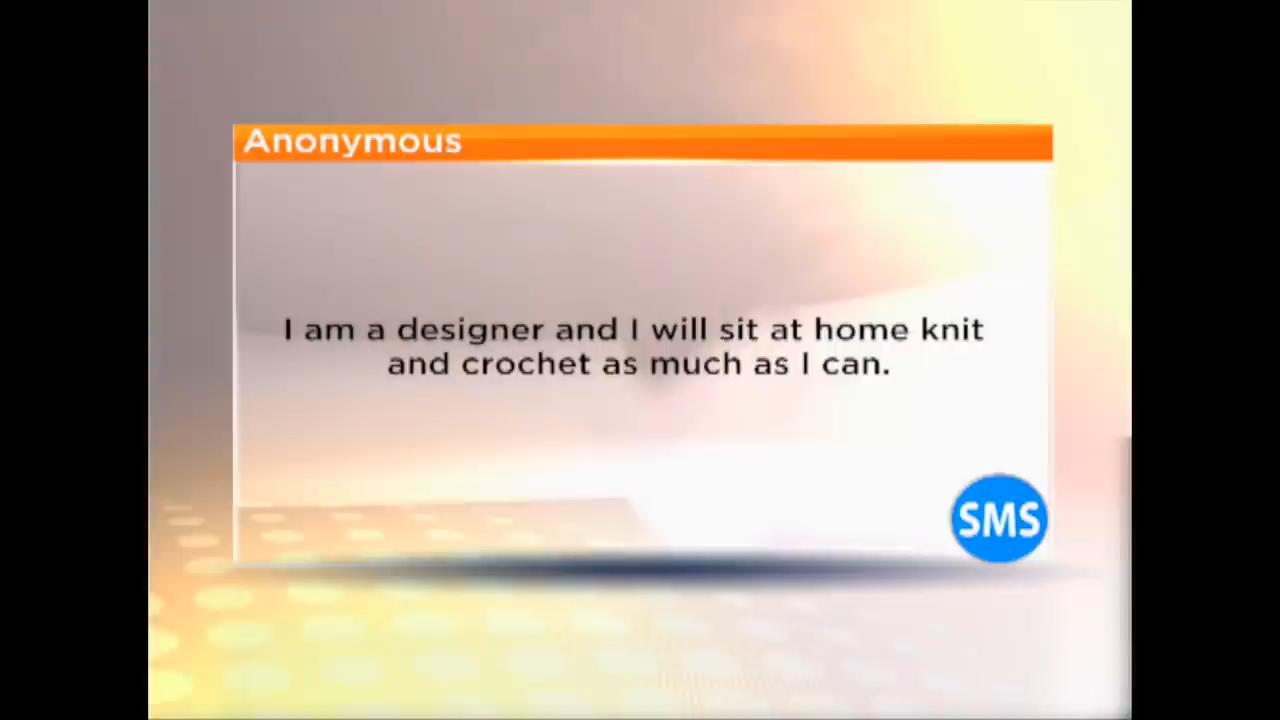 Anonymous
I am a designer and I will sit at home knit
and crochet as much as I can.
SMS